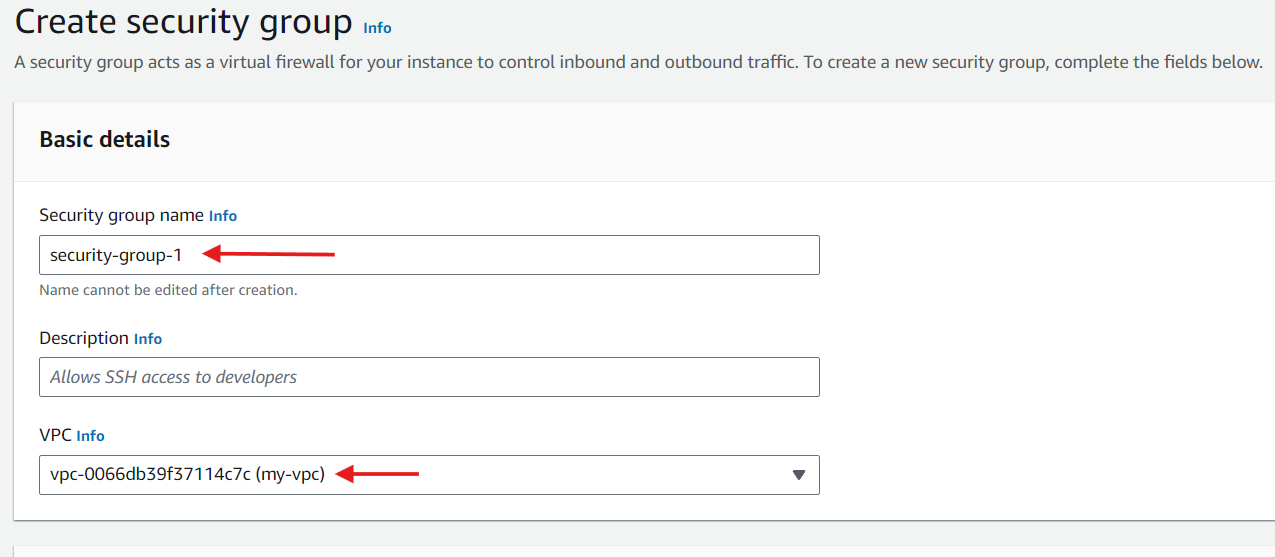 Create security group Info
A security group acts as a virtual firewall for your instance to control inbound and outbound traffic. To create a new security group, complete the fields below.
Basic details
Security group name Info
security-group-1
Name cannot be edited after creation.
Description Info
Allows SSH access to developers
VPC Info
vpc-0066db39f37114c7c (my-vpc)